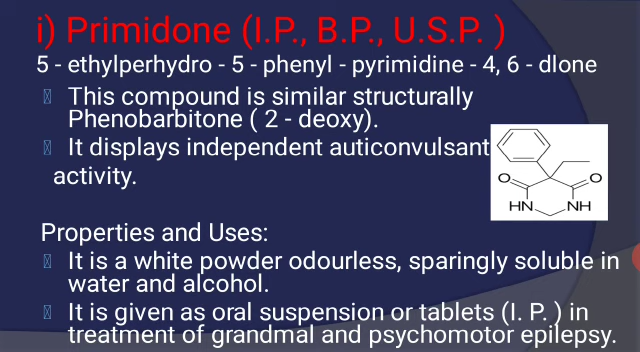 i) Primidone (I.P., B.P., U.S.P. )
5 - ethylperhydro - 5 - phenyl - pyrimidine - 4, 6 - dlone
This compound is similar structurally
Phenobarbitone ( 2 - deoxy).
It displays independent auticonvulsant
activity.
O O
HN NH
Properties and Uses:
It is a white powder odourless, sparingly soluble in
water and alcohol.
It is given as oral suspension or tablets (I. P. ) in
treatment of grandmal and psychomotor epilepsy.